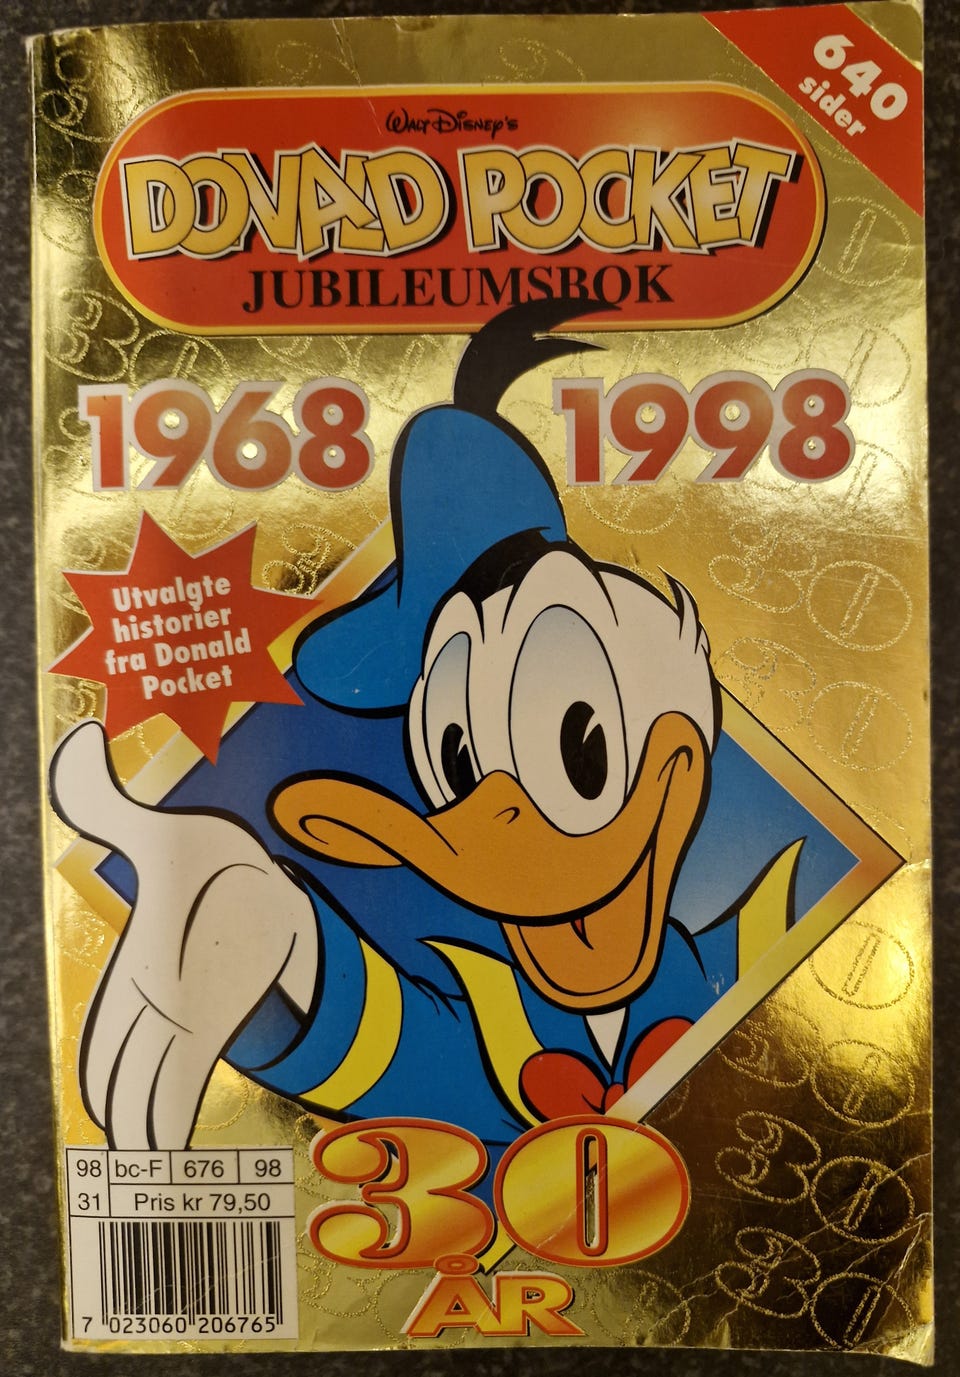 640
sider
WALT DISNEY'S
DONALD POCKET
JUBILEUMSBOK
1968 1998
Utvalgte
historier
fra Donald
Pocket
30
ÅR
98 bc-F 676 98
31 Pris kr 79,50
7 023060 206765